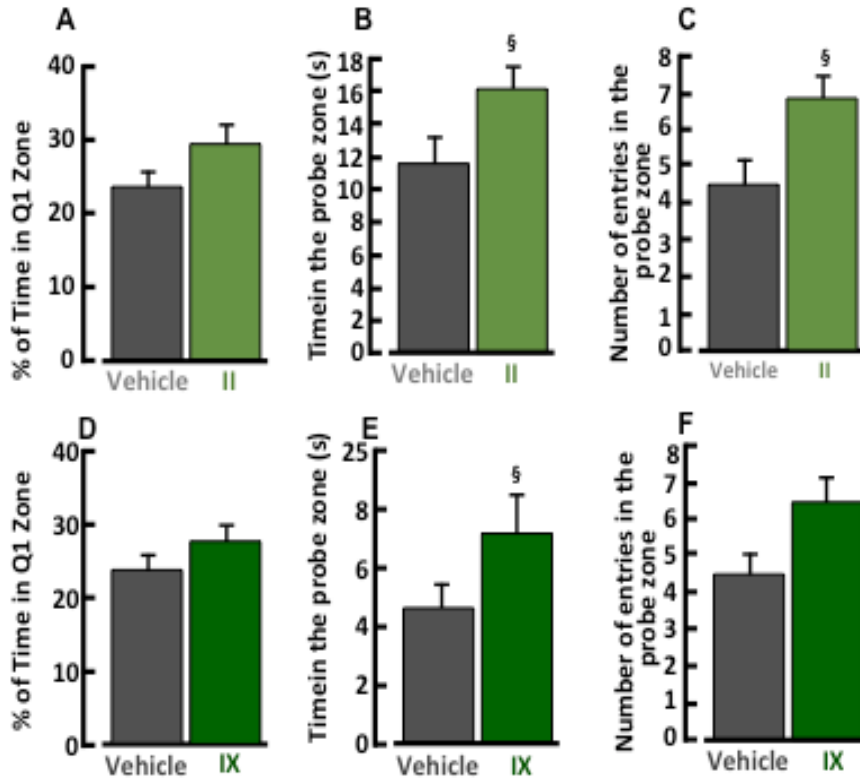 A
% of Time in Q1 Zone
40
30
20
10
0
Vehicle II
B
Timein the probe zone (s)
§
18
16
14
12
10
8
6
4
2
0
Vehicle II
C
Number of entries in the
probe zone
§
8
7
6
5
4
3
2
1
0
Vehicle II
D
% of Time in Q1 Zone
40
30
20
10
0
Vehicle IX
E
Timein the probe zone (s)
§
25
8
6
4
2
0
Vehicle IX
F
Number of entries in the
probe zone
8
7
6
5
4
3
2
1
0
Vehicle IX